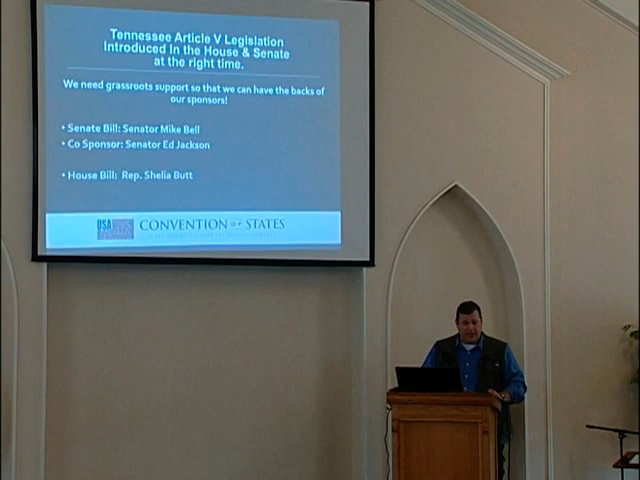 Tennessee Article V Legislation
Introduced In the House & Senate
at the right time.
We need grassroots support so that we can have the backs of
our sponsors!
• Senate Bill: Senator Mike Bell
• Co Sponsor: Senator Ed Jackson
• House Bill: Rep. Shelia Butt
USA CONVENTION OF STATES